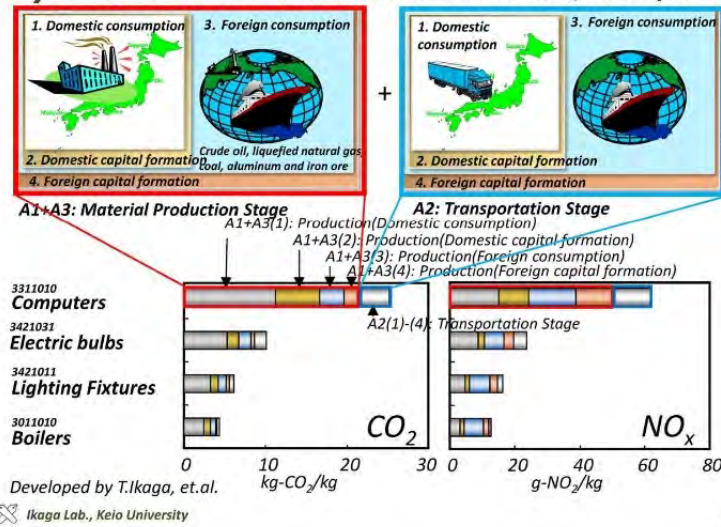 1. Domestic consumption
3. Foreign consumption
Crude oil, liquefied natural gas,
coal, aluminum and iron ore
2. Domestic capital formation
4. Foreign capital formation
+
1. Domestic
consumption
3. Foreign consumption
2. Domestic capital formation
4. Foreign capital formation
A1+A3: Material Production Stage
A2: Transportation Stage
A1+A3(1): Production(Domestic consumption)
A1+A3(2): Production(Domestic capital formation)
A1+A3(3): Production(Foreign consumption)
A1+A3(4): Production(Foreign capital formation)
3311010
Computers
A2(1)-(4): Transportation Stage
3421031
Electric bulbs
3421011
Lighting Fixtures
3011010
Boilers
CO2
NOx
0 10 20 30
0 20 40 60 80
kg-CO2/kg
g-NO2/kg
Developed by T.Ikaga, et.al.
Ikaga Lab., Keio University